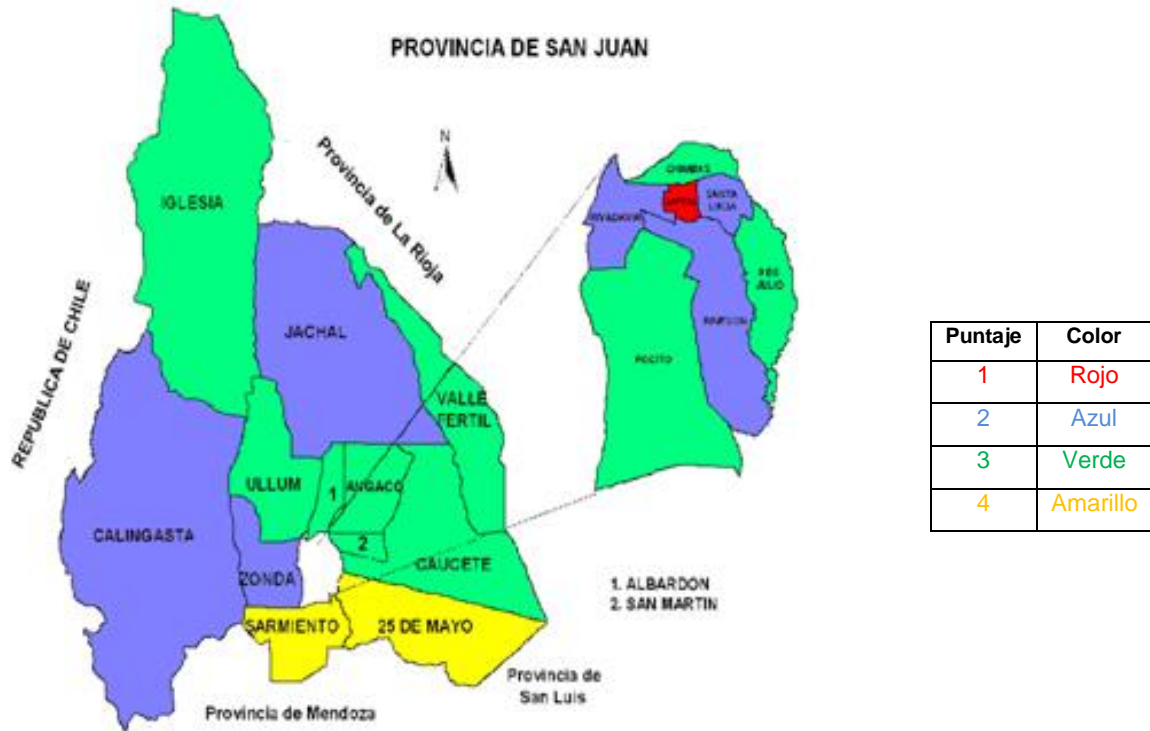 PROVINCIA DE SAN JUAN
N
Provincia de La Rioja
REPUBLICA DE CHILE
IGLESIA
JACHAL
VALLE
FERTIL
ULLUM
1
ANGACO
2
CALINGASTA
ZONDA
CAUCETE
SARMIENTO
25 DE MAYO
1. ALBARDON
2. SAN MARTIN
Provincia de
San Luis
Provincia de Mendoza
CHIMBAS
SANTA
LUCIA
RIVADAVIA
POCITO
JULIO
Puntaje Color
1 Rojo
2 Azul
3 Verde
4 Amarillo